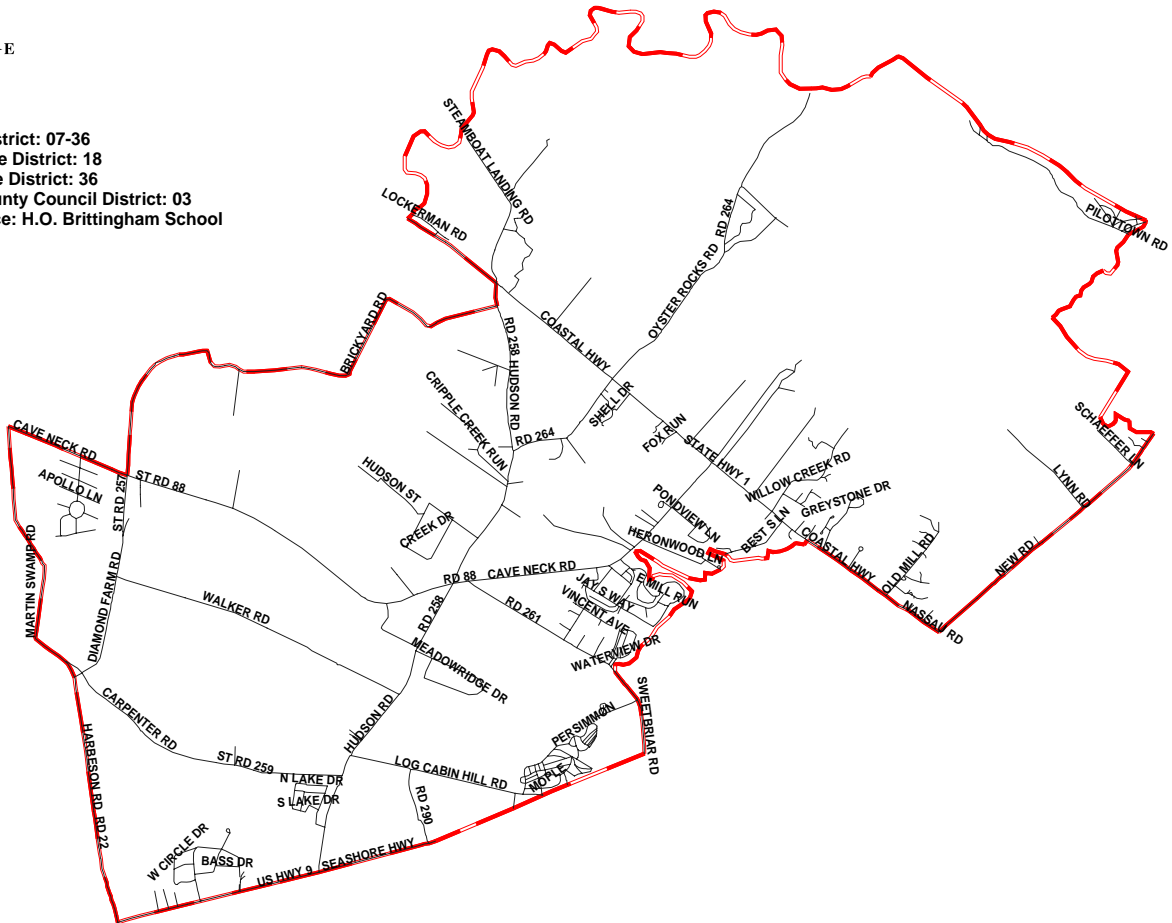 E
strict: 07-36
e District: 18
e District: 36
unty Council District: 03
se: H.O. Brittingham School
STEAMBOAT LANDING RD
LOCKERMAN RD
RD 264
PILOTTOWN RD
OYSTER ROCKS RD
BRICKYARD RD
COASTAL HWY
RD 258
HUDSON RD
CRIPPLE CREEK RUN
SHELL DR
FOX RUN
RD 264
STATE HWY 1
SCHAEFFER LN
CAVE NECK RD
APOLLO LN
ST RD 257
ST RD 88
HUDSON ST
CREEK DR
WILLOW CREEK RD
LYNN RD
PONDVIEW LN
GREYSTONE DR
BEST S LN
HERONWOOD LN
COASTAL HWY
OLD MILL RD
NEW RD
MARTIN SWAMP RD
DIAMOND FARM RD
WALKER RD
RD 88
CAVE NECK RD
RD 258
RD 261
JAY S WAY
E MILL RUN
VINCENT AVE
NASSAU RD
WATERVIEW DR
MEADOWRIDGE DR
HARBESON RD
RD 22
CARPENTER RD
HUDSON RD
PERSIMMON
SWEETBRIAR RD
ST RD 259
N LAKE DR
S LAKE DR
LOG CABIN HILL RD
MOPLE
RD 290
W CIRCLE DR
BASS DR
US HWY 9
SEASHORE HWY